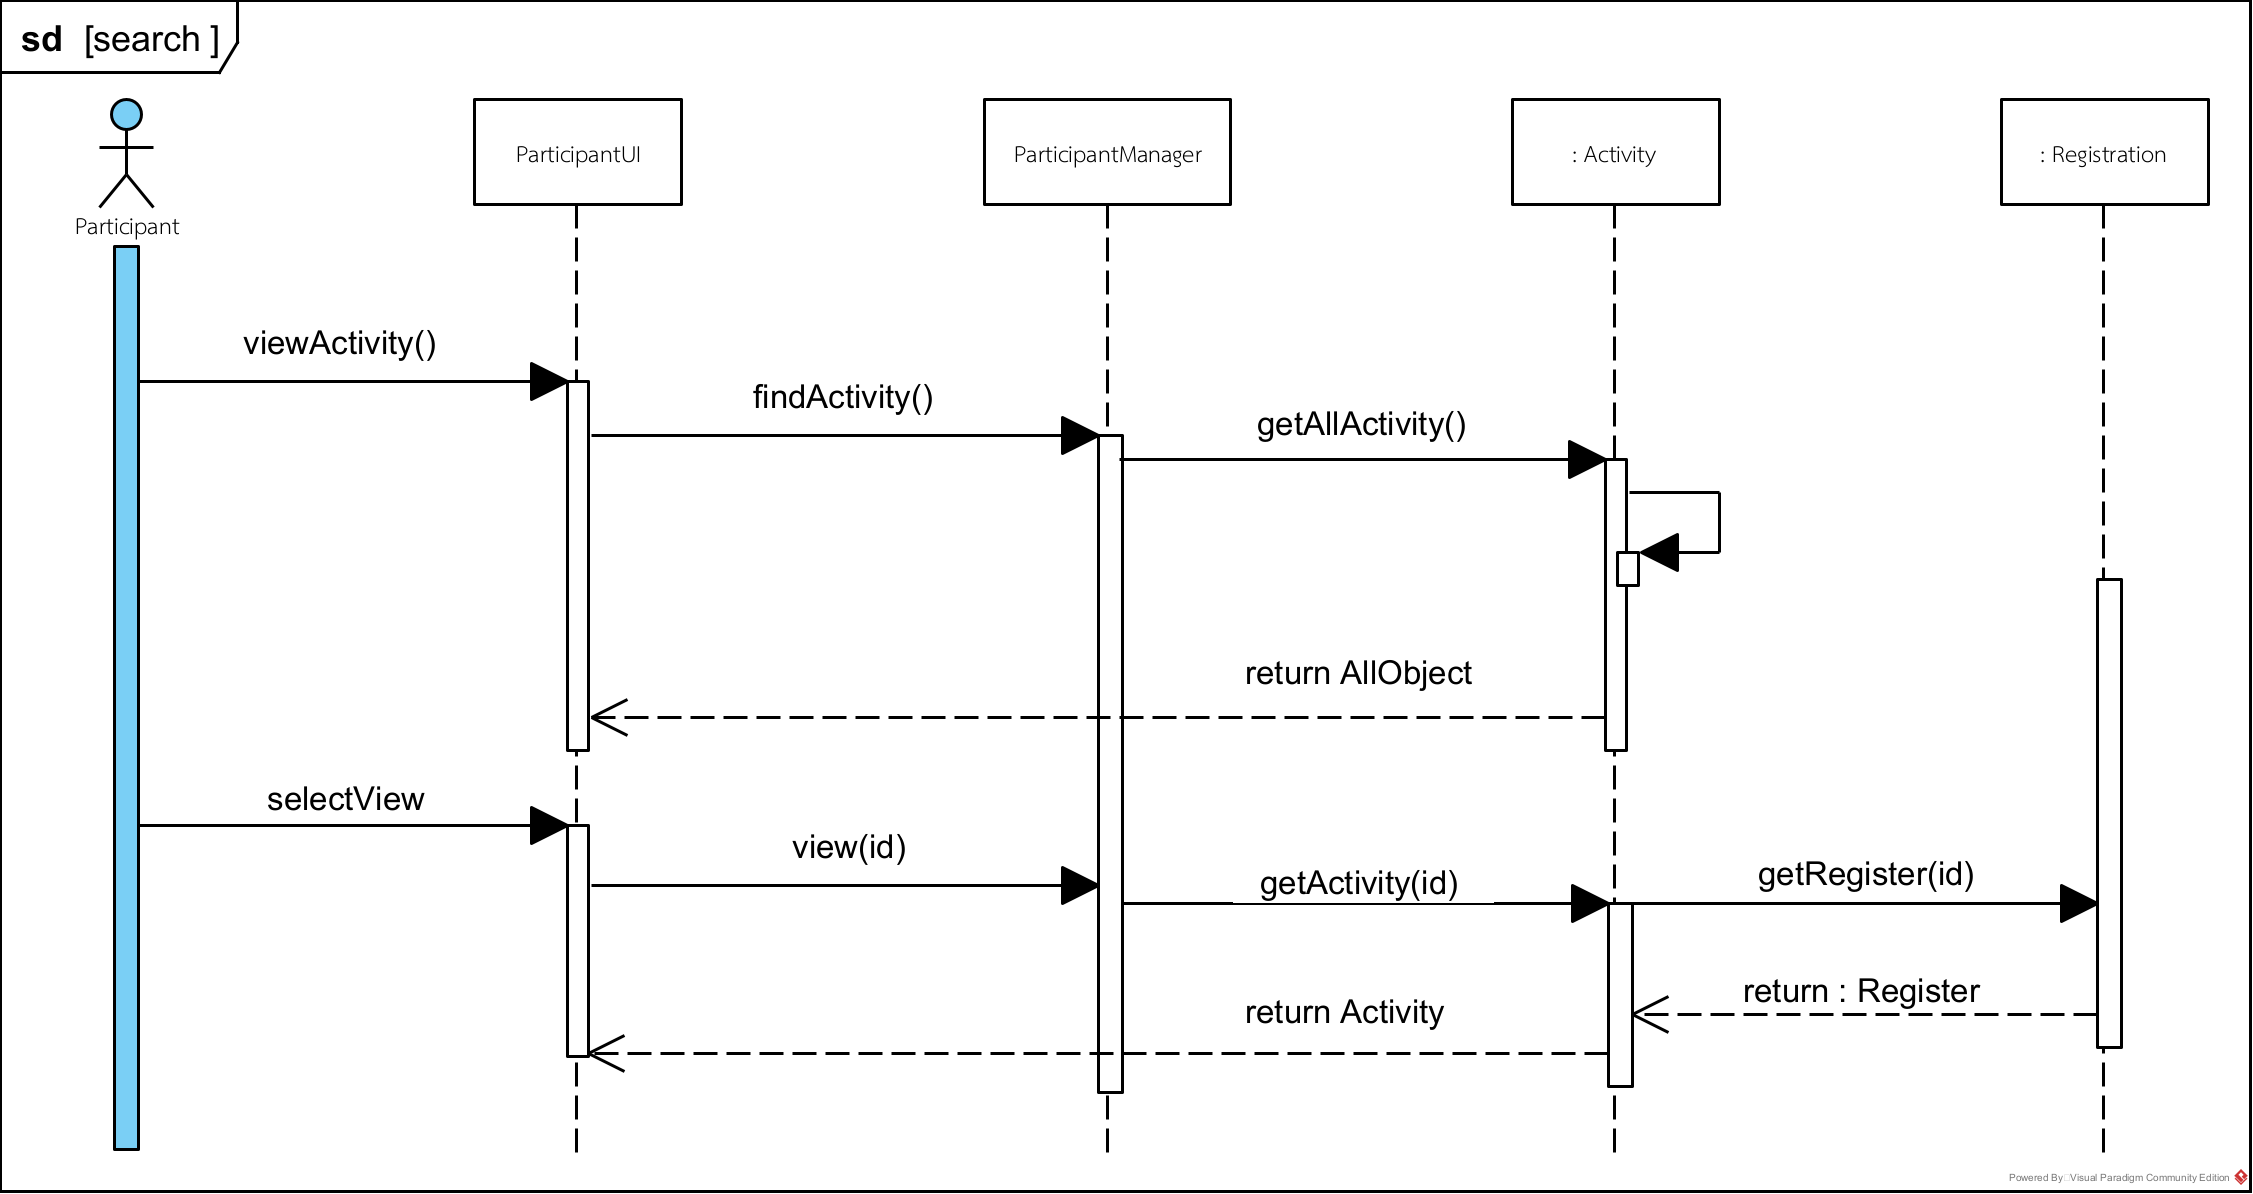 sd [search ]
Participant
ParticipantUI
ParticipantManager
: Activity
: Registration
viewActivity()
findActivity()
getAllActivity()
return AllObject
selectView
view(id)
getActivity(id)
getRegister(id)
return : Register
return Activity
Powered By Visual Paradigm Community Edition